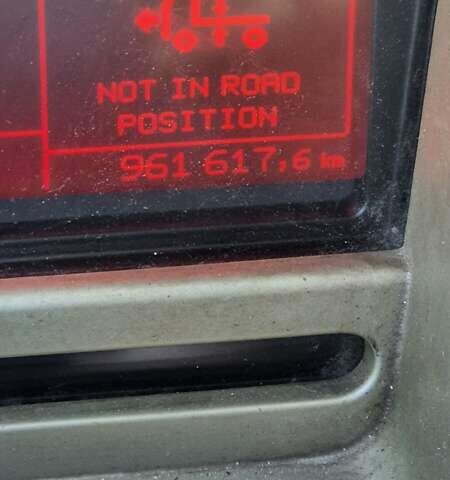 NOT IN ROAD
POSITION
961 617,6 km